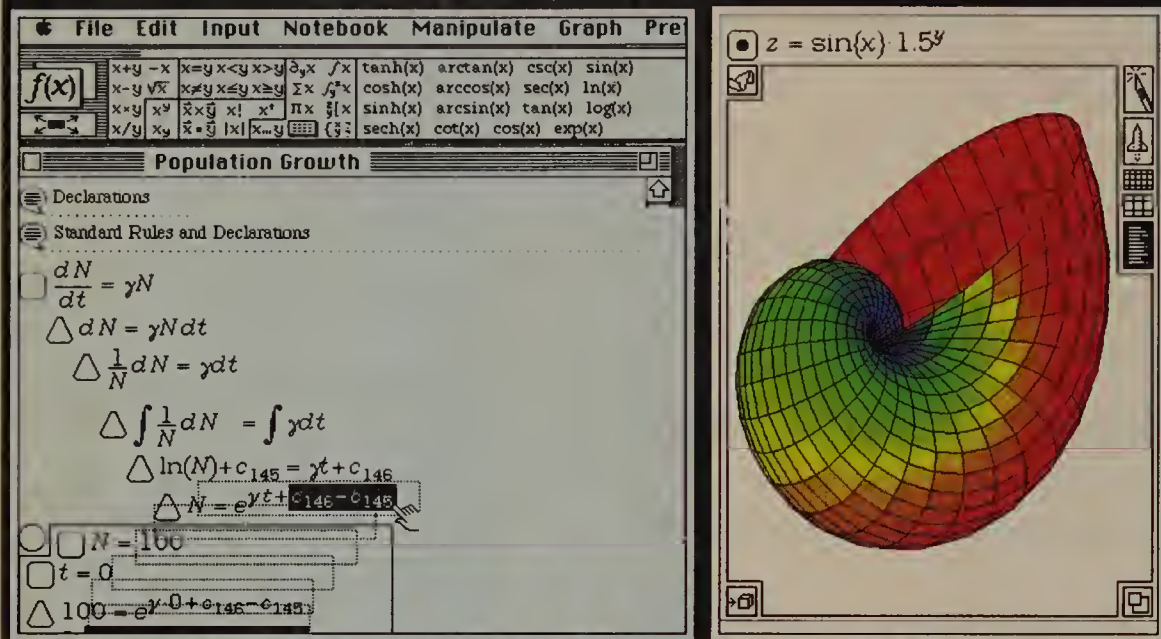 File Edit Input Notebook Manipulate Graph Pre
f(x)
x+y -x x=y x<y x>y ∂ᵧx ∫x tanh(x) arctan(x) csc(x) sin(x)
x-y √x x≠y x≤y x≥y Σx cosh(x) arccos(x) sec(x) ln(x)
x×y xʸ x! Πx sinh(x) arcsin(x) tan(x) log(x)
x/y |x| x…y sech(x) cot(x) cos(x) exp(x)
Population Growth
Declarations
Standard Rules and Declarations
dN/dt = γN
dN = γNdt
1/N dN = γdt
∫ 1/N dN = ∫ γdt
ln(N)+c₁₄₅ = γt+c₁₄₆
N = e^γt+c₁₄₆-c₁₄₅
N = 100
t = 0
100 = e^γ·0+c₁₄₆-c₁₄₅
z = sin(x)·1.5ʸ